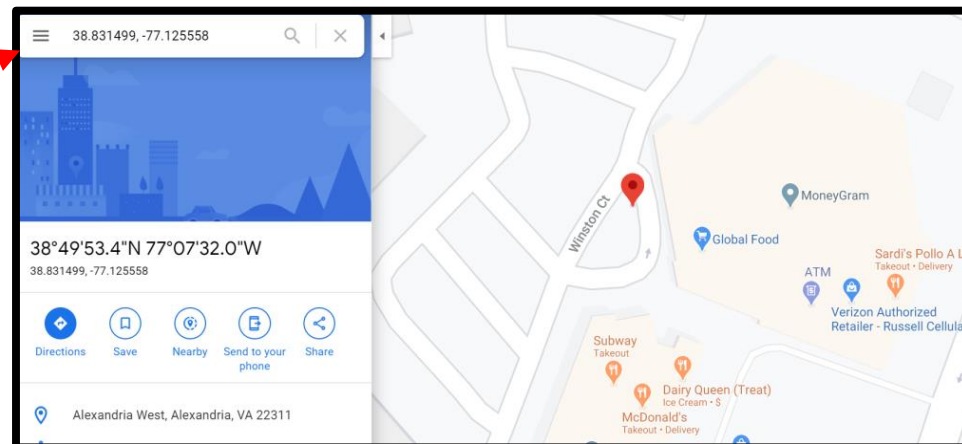 38.831499, -77.125558
38°49'53.4"N 77°07'32.0"W
38.831499, -77.125558
Directions
Save
Nearby
Send to your
phone
Share
Alexandria West, Alexandria, VA 22311
Winston Ct
MoneyGram
Global Food
Sardi's Pollo A L
Takeout • Delivery
ATM
Verizon Authorized
Retailer - Russell Cellula
Subway
Takeout
Dairy Queen (Treat)
Ice Cream • $
McDonald's
Takeout • Delivery